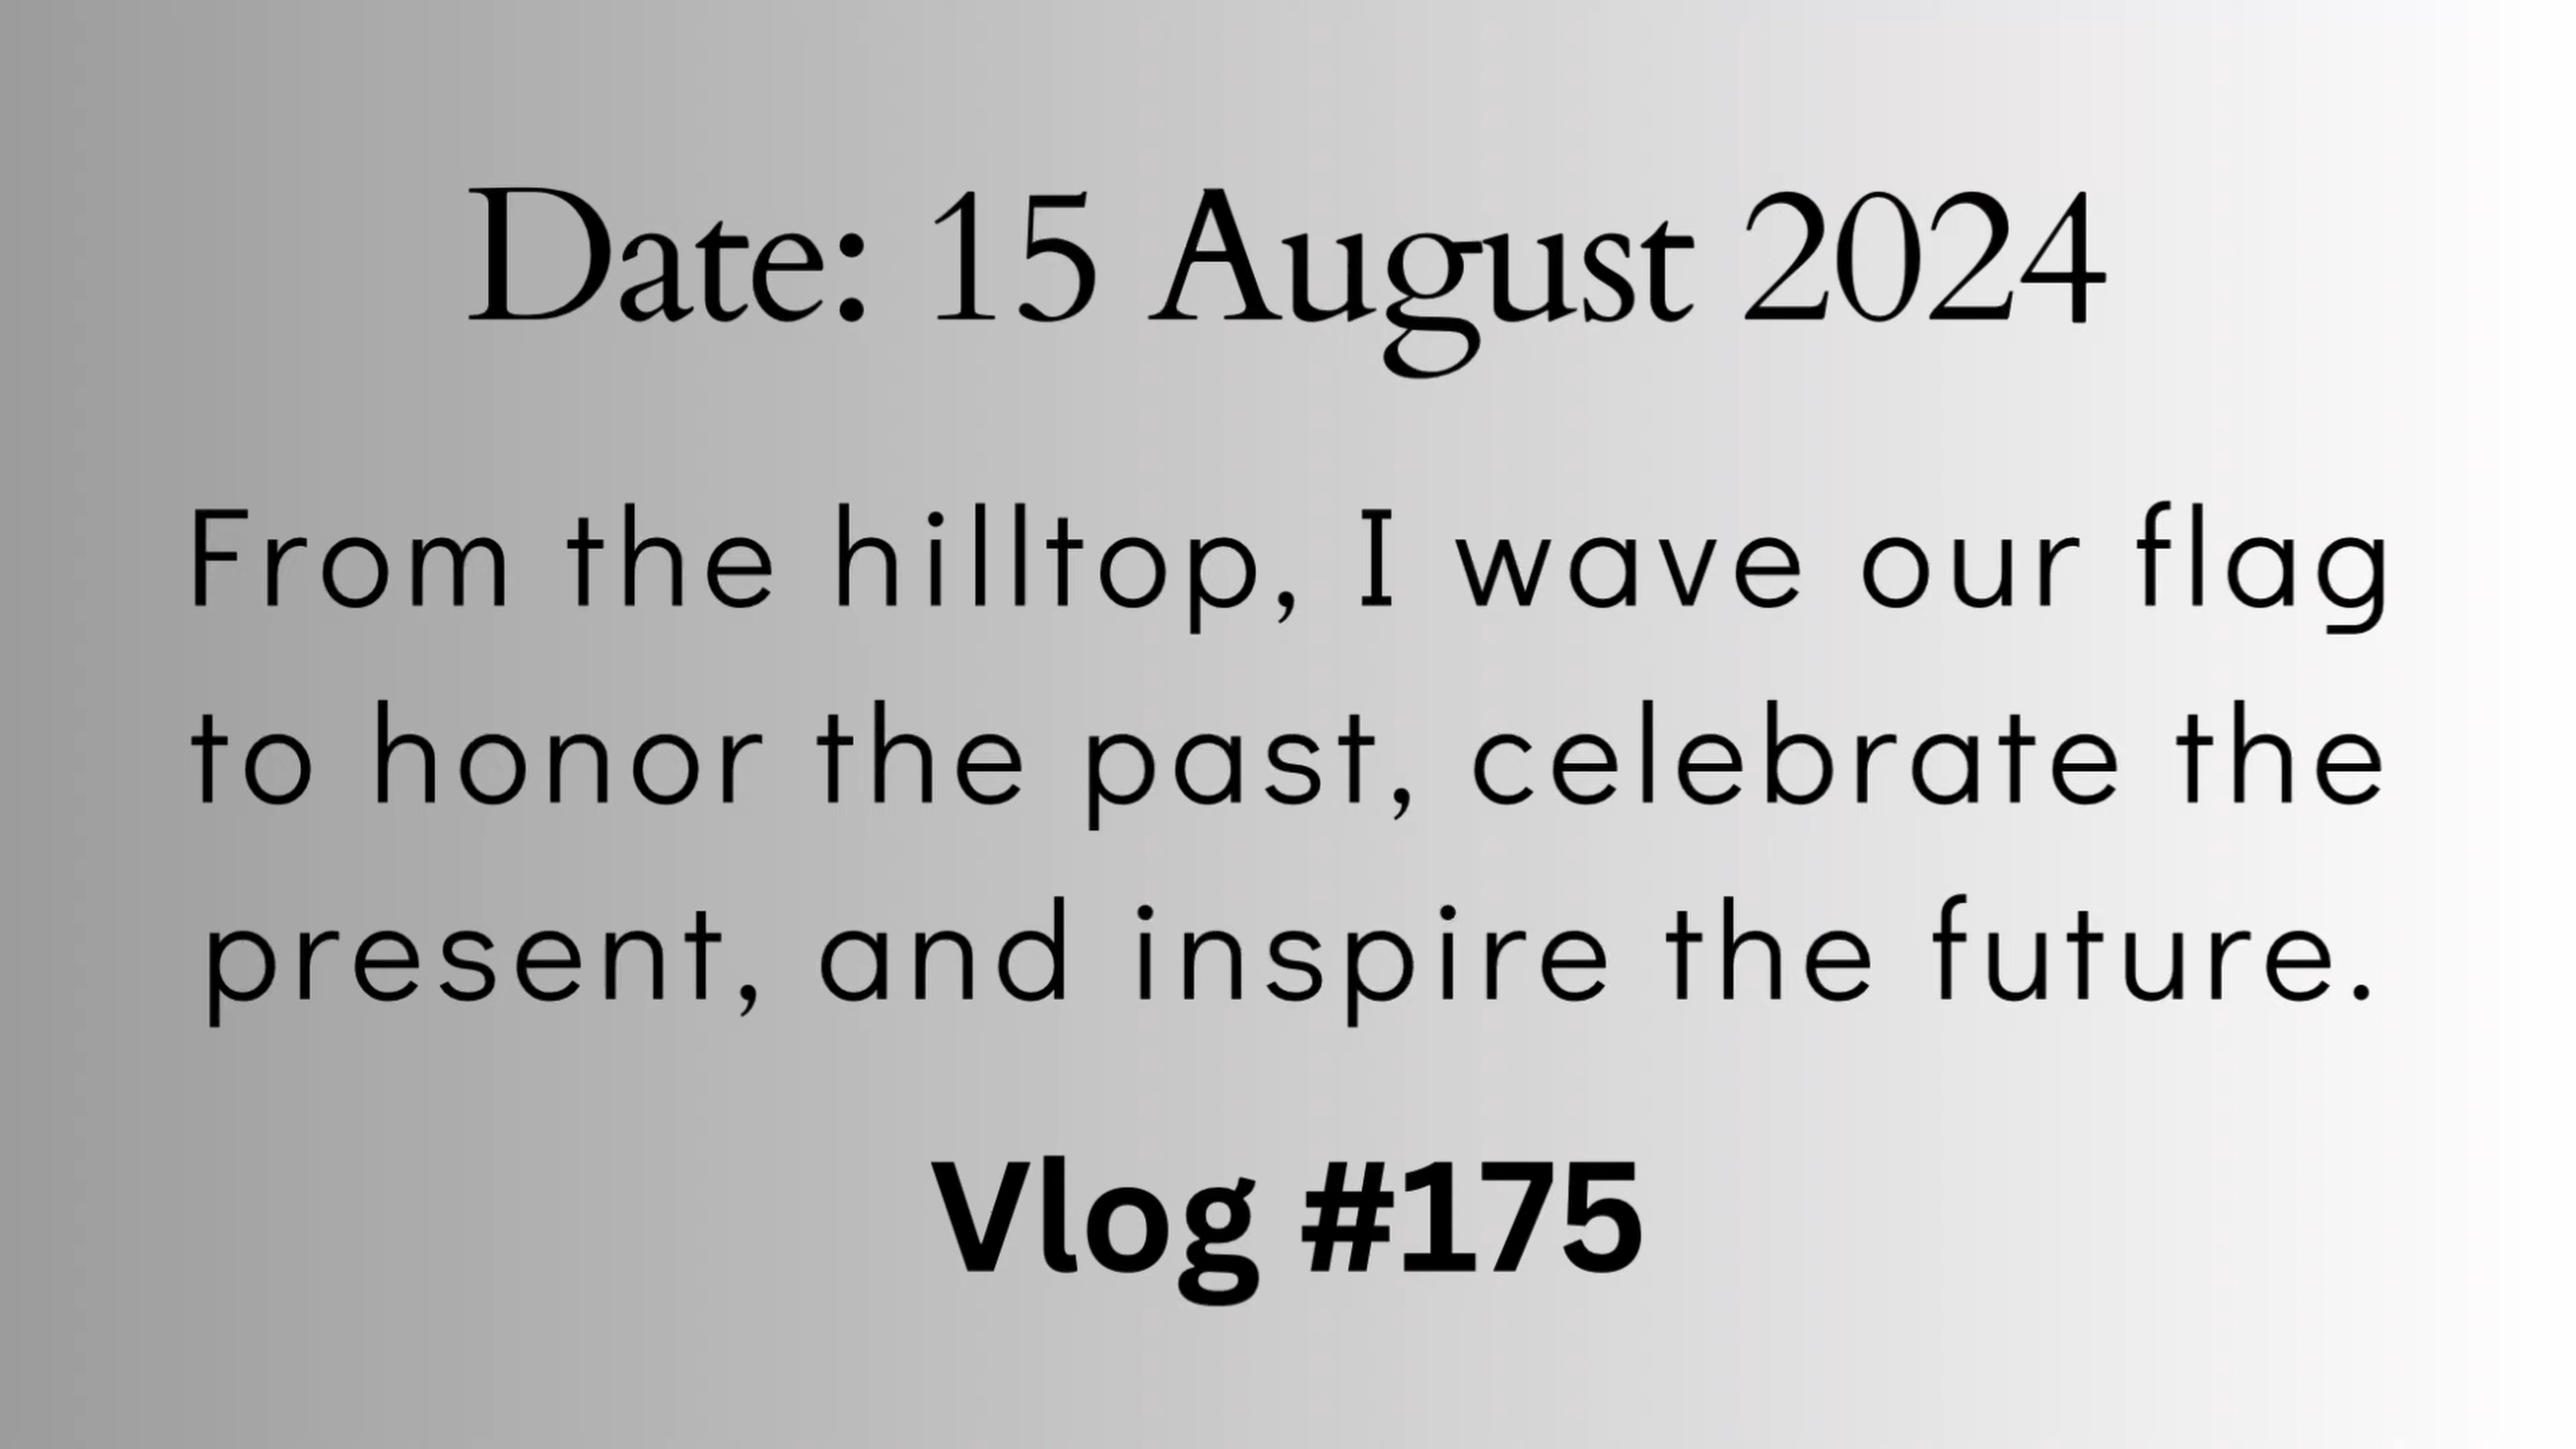 Date: 15 August 2024
From the hilltop, I wave our flag
to honor the past, celebrate the
present, and inspire the future.
Vlog #175